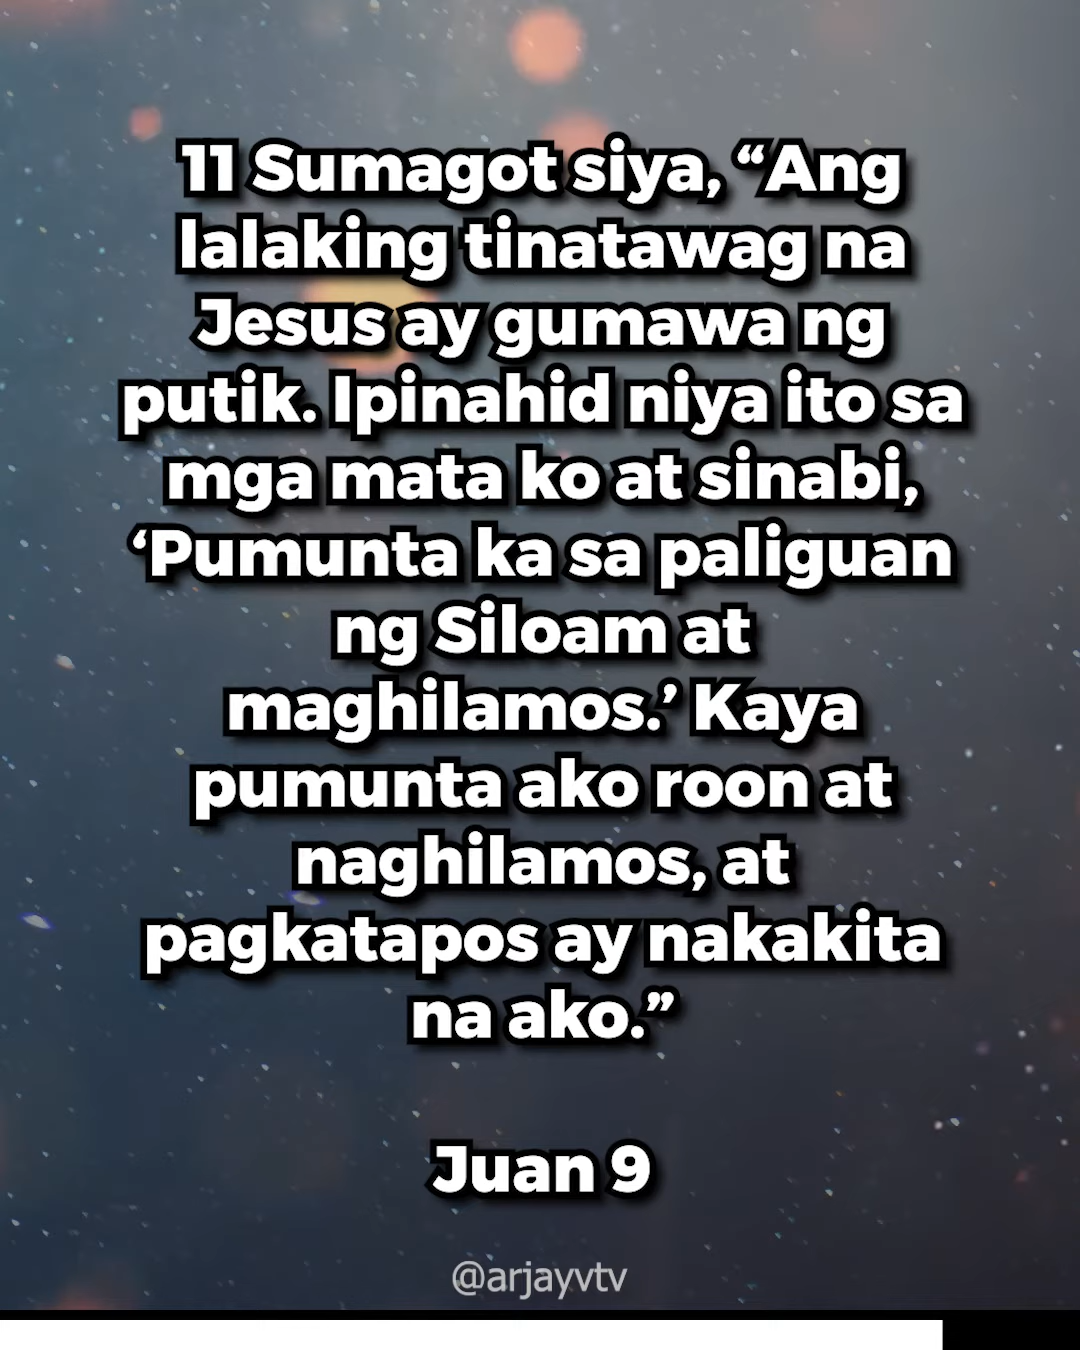 11 Sumagot siya, “Ang
lalaking tinatawag na
Jesus ay gumawa ng
putik. Ipinahid niya ito sa
mga mata ko at sinabi,
‘Pumunta ka sa paliguan
ng Siloam at
maghilamos.’ Kaya
pumunta ako roon at
naghilamos, at
pagkatapos ay nakakita
na ako.”
Juan 9
@arjayvtv